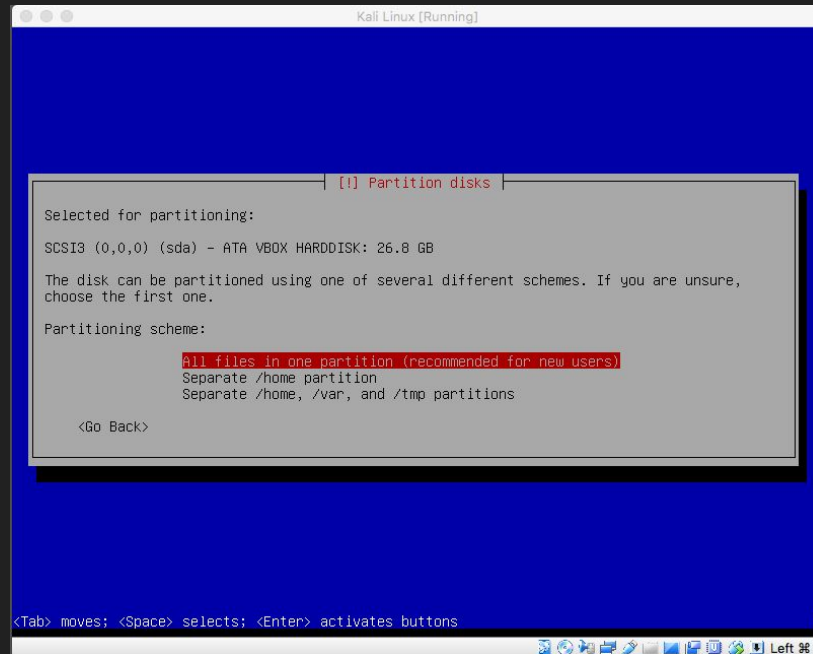 Kali Linux [Running]
[!] Partition disks
Selected for partitioning:
SCSI3 (0,0,0) (sda) - ATA VBOX HARDDISK: 26.8 GB
The disk can be partitioned using one of several different schemes. If you are unsure,
choose the first one.
Partitioning scheme:
All files in one partition (recommended for new users)
Separate /home partition
Separate /home, /var, and /tmp partitions
<Go Back>
<Tab> moves; <Space> selects; <Enter> activates buttons
Left ⌘